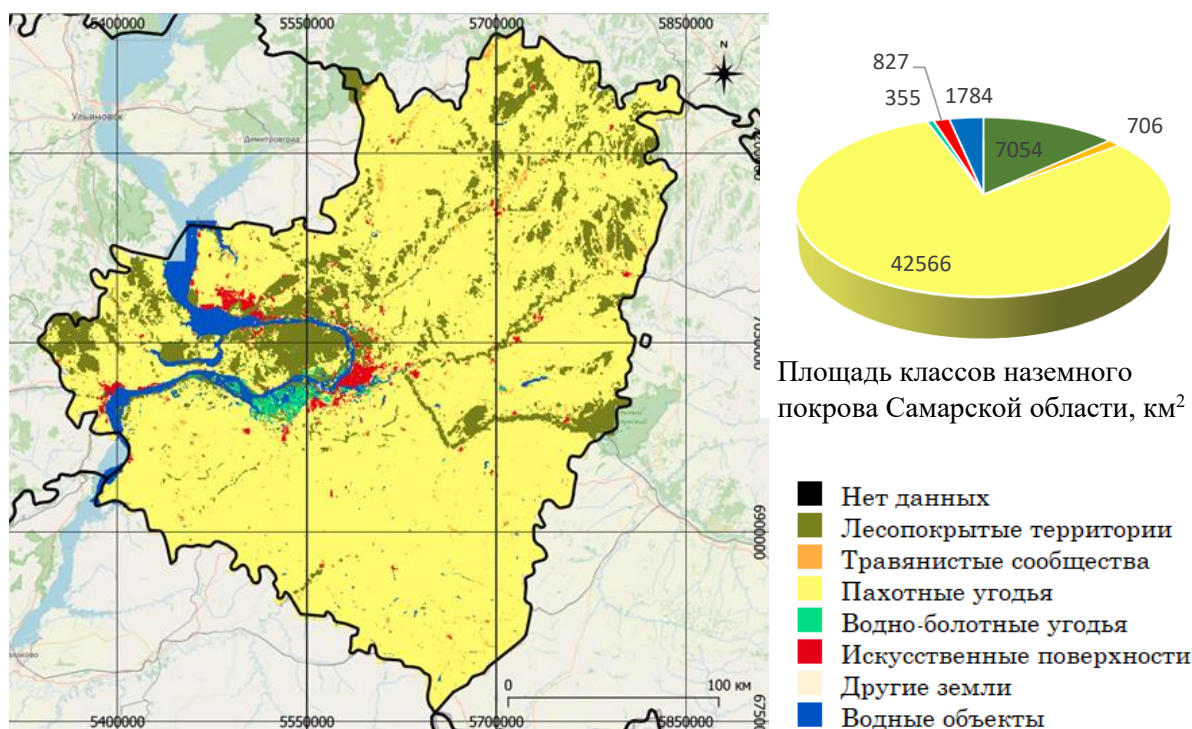 5400000 5550000 5700000 5850000
N
Ульяновск
Димитровград
7050000
6900000
67500
0 100 км
5400000 5550000 5700000 5850000
827
355 1784
706
7054
42566
Площадь классов наземного
покрова Самарской области, км²
Нет данных
Лесопокрытые территории
Травянистые сообщества
Пахотные угодья
Водно-болотные угодья
Искусственные поверхности
Другие земли
Водные объекты